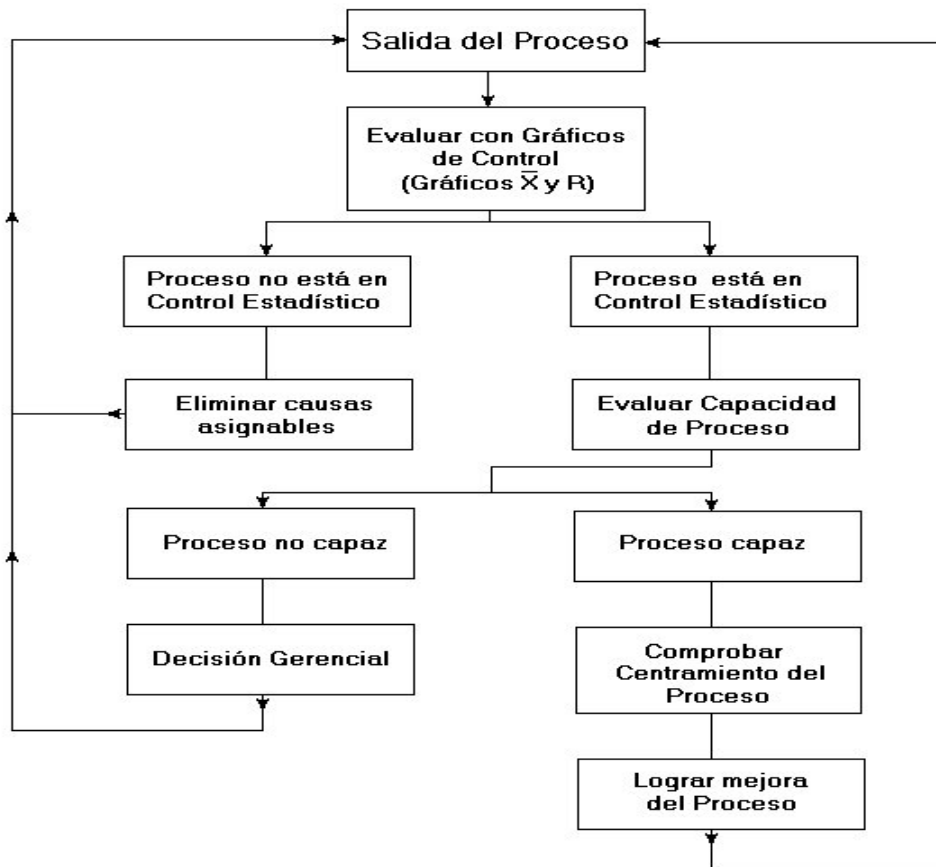 Salida del Proceso
Evaluar con Gráficos
de Control
(Gráficos X̅ y R)
Proceso no está en
Control Estadístico
Proceso está en
Control Estadístico
Eliminar causas
asignables
Evaluar Capacidad
de Proceso
Proceso no capaz
Proceso capaz
Decisión Gerencial
Comprobar
Centramiento del
Proceso
Lograr mejora
del Proceso